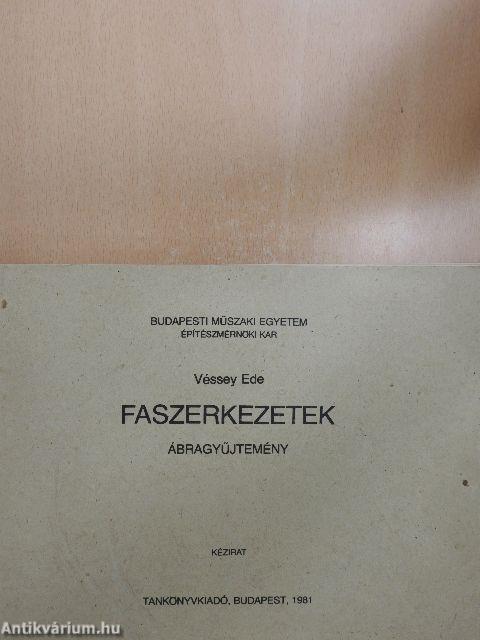 BUDAPESTI MŰSZAKI EGYETEM
ÉPÍTÉSZMÉRNÖKI KAR
Véssey Ede
FASZERKEZETEK
ÁBRAGYŰJTEMÉNY
KÉZIRAT
TANKÖNYVKIADÓ, BUDAPEST, 1981
Antikvárium.hu